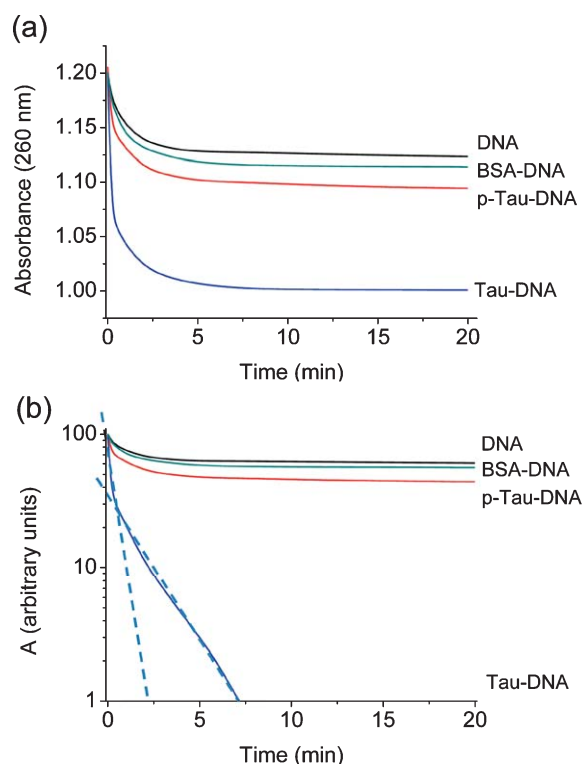 (a)
Absorbance (260 nm)
1.20
1.15
1.10
1.05
1.00
DNA
BSA-DNA
p-Tau-DNA
Tau-DNA
0
5
10
15
20
Time (min)
(b)
A (arbitrary units)
100
10
1
DNA
BSA-DNA
p-Tau-DNA
Tau-DNA
0
5
10
15
20
Time (min)